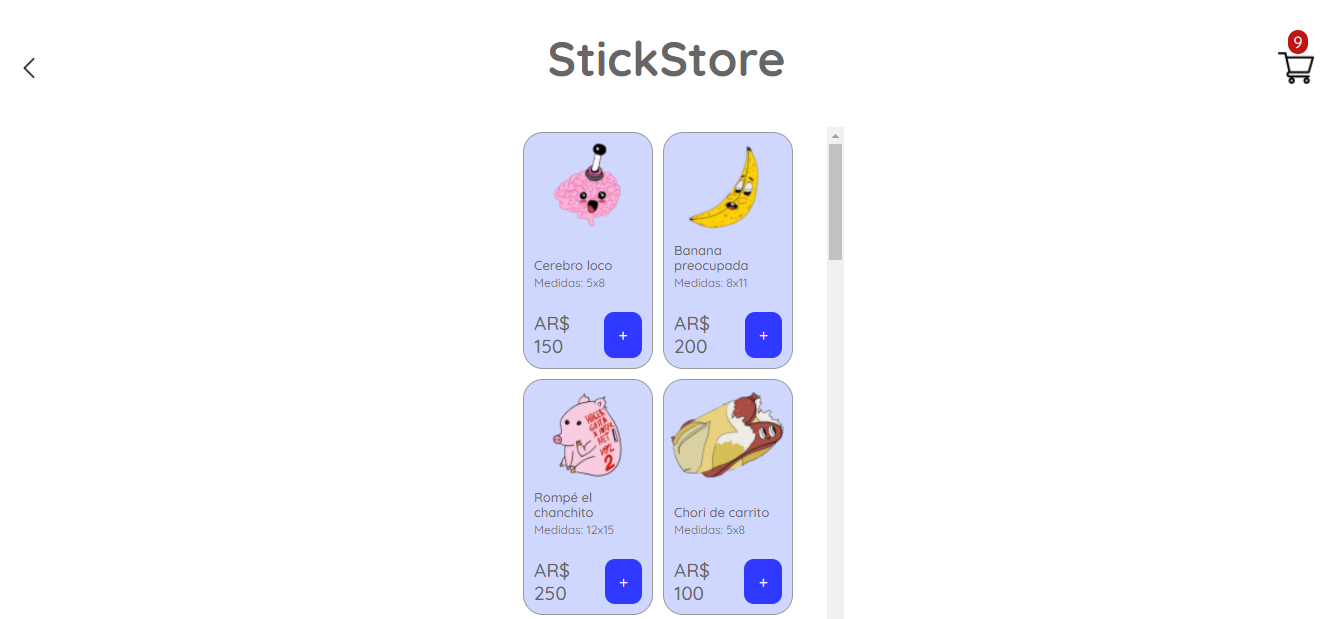 StickStore
9
Cerebro loco
Medidas: 5x8
AR$
150
+
Banana
preocupada
Medidas: 8x11
AR$
200
+
Rompé el
chanchito
Medidas: 12x15
AR$
250
+
2
Chori de carrito
Medidas: 5x8
AR$
100
+